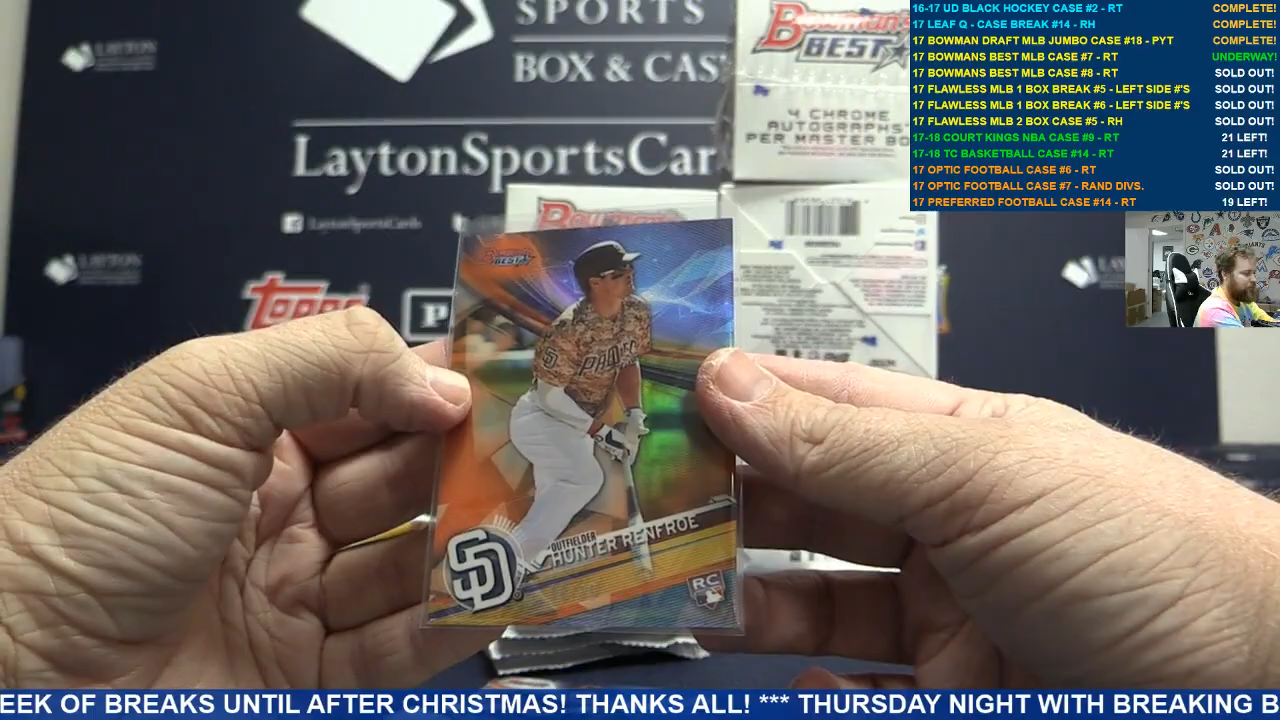 16-17 UD BLACK HOCKEY CASE #2 - RT COMPLETE!
17 LEAF Q - CASE BREAK #14 - RH COMPLETE!
17 BOWMAN DRAFT MLB JUMBO CASE #18 - PYT COMPLETE!
17 BOWMANS BEST MLB CASE #7 - RT UNDERWAY!
17 BOWMANS BEST MLB CASE #8 - RT SOLD OUT!
17 FLAWLESS MLB 1 BOX BREAK #5 - LEFT SIDE #'S SOLD OUT!
17 FLAWLESS MLB 1 BOX BREAK #6 - LEFT SIDE #'S SOLD OUT!
17 FLAWLESS MLB 2 BOX CASE #5 - RH SOLD OUT!
17-18 COURT KINGS NBA CASE #9 - RT 21 LEFT!
17-18 TC BASKETBALL CASE #14 - RT 21 LEFT!
17 OPTIC FOOTBALL CASE #6 - RT SOLD OUT!
17 OPTIC FOOTBALL CASE #7 - RAND DIVS. SOLD OUT!
17 PREFERRED FOOTBALL CASE #14 - RT 19 LEFT!
SPORTS
BOX & CAS
LaytonSportsCar
LaytonSportsCards
LAYTON
LAYTON
Topps
P
Bowman's
BEST
4 CHROME
AUTOGRAPHS
PER MASTER BO
Bowman's
Bowman's
BEST
PADRES
SD
OUTFIELDER
HUNTER RENFROE
RC
EEK OF BREAKS UNTIL AFTER CHRISTMAS! THANKS ALL! *** THURSDAY NIGHT WITH BREAKING B